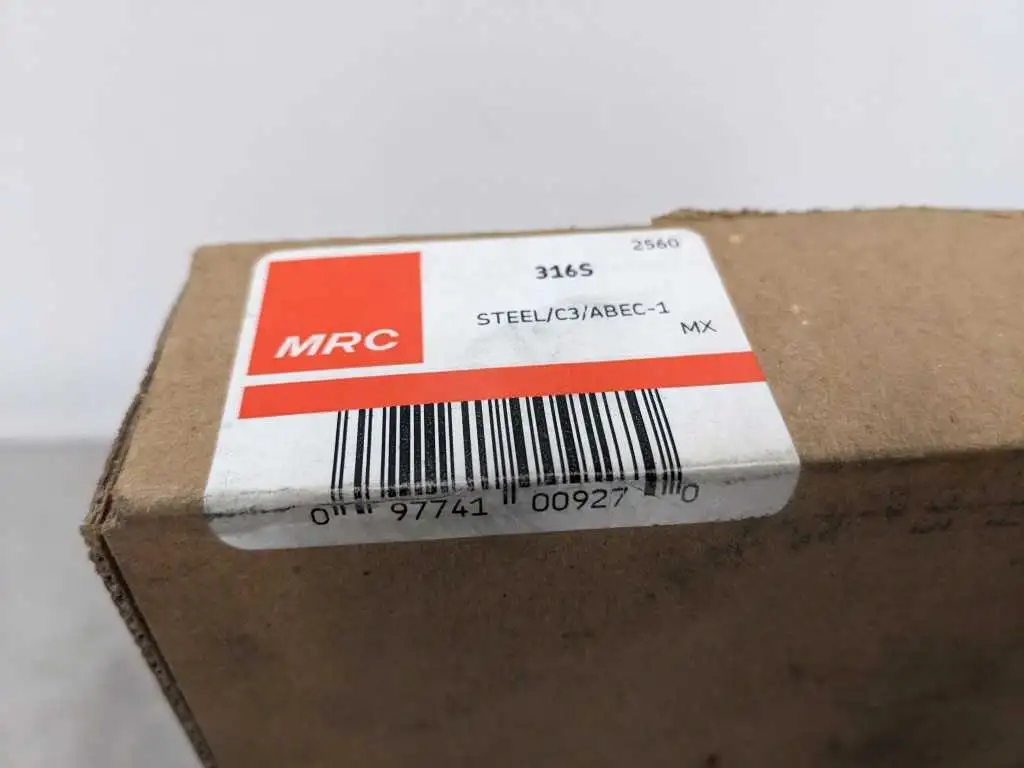 2560
316S
STEEL/C3/ABEC-1
MX
MRC
0 97741 00927 0